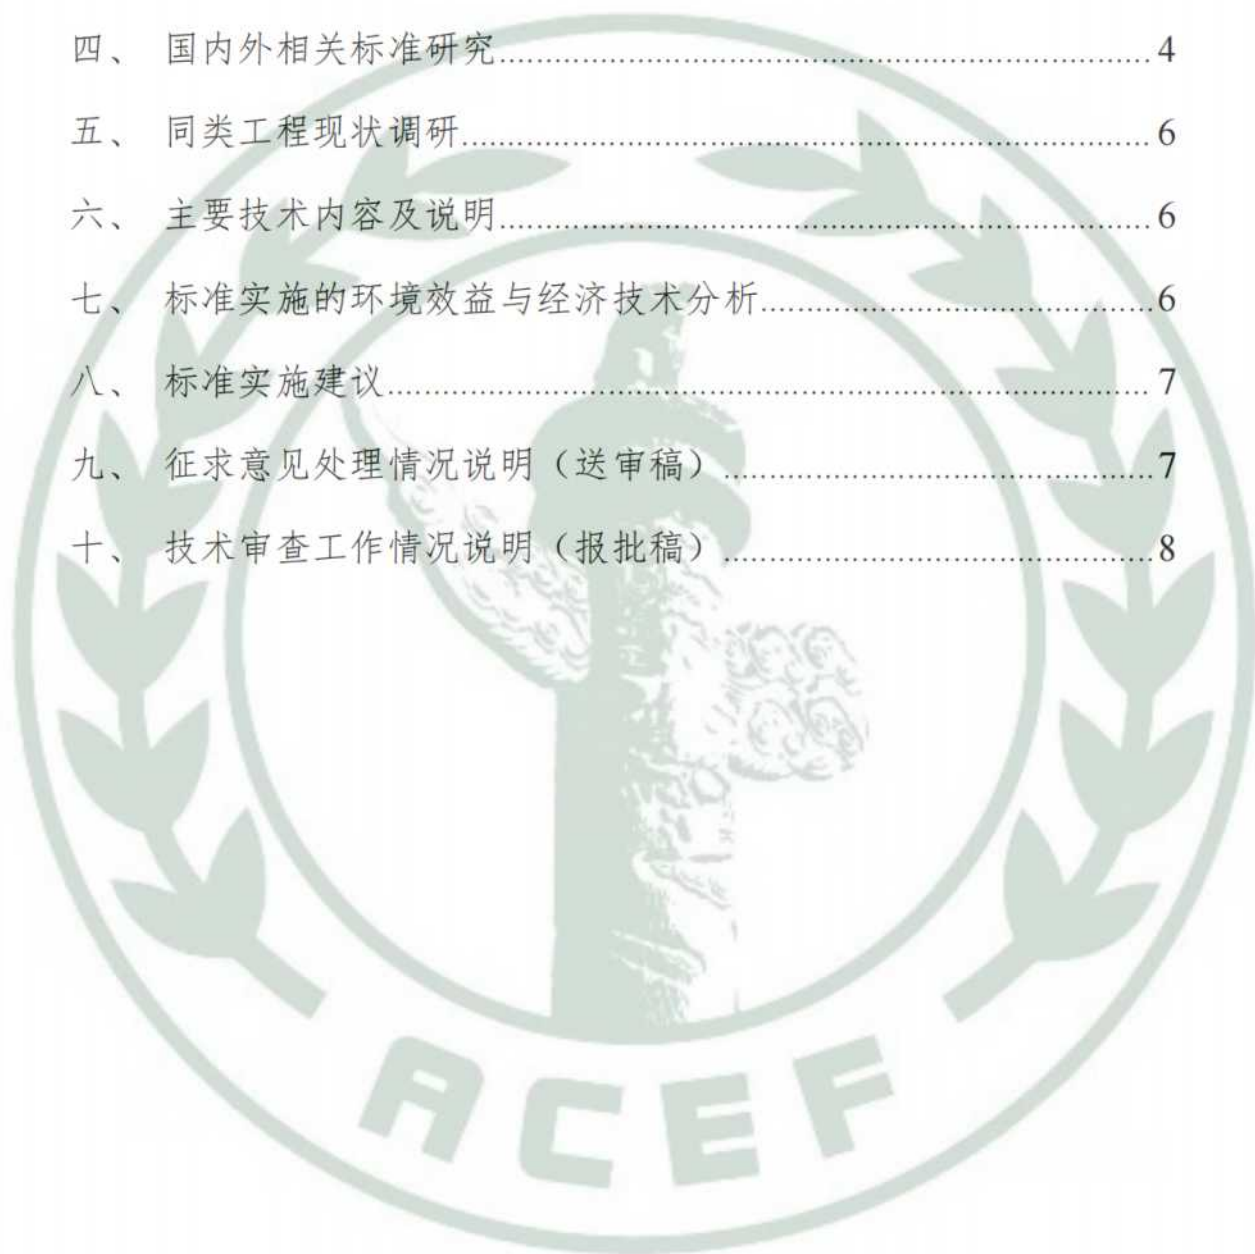 四、 国内外相关标准研究........................................4
五、 同类工程现状调研........................................6
六、 主要技术内容及说明........................................6
七、 标准实施的环境效益与经济技术分析........................................6
八、 标准实施建议........................................7
九、 征求意见处理情况说明（送审稿）........................................7
十、 技术审查工作情况说明（报批稿）........................................8
ACEF